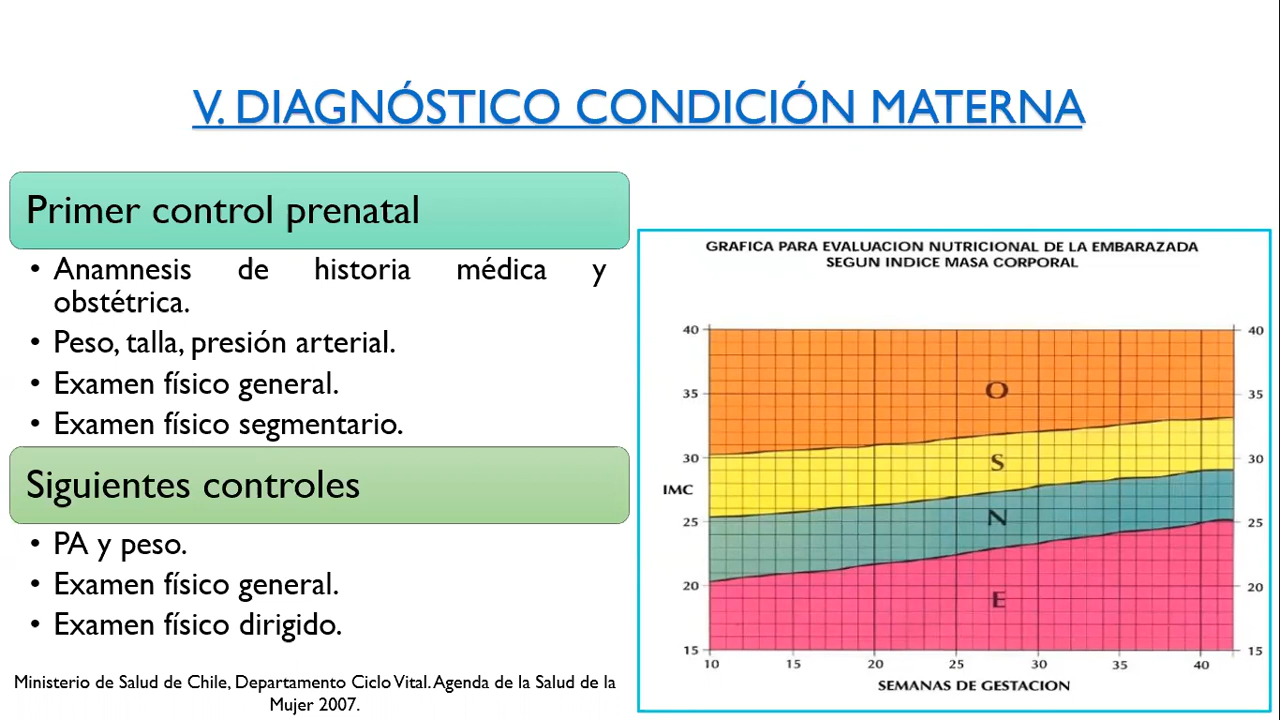 V. DIAGNÓSTICO CONDICIÓN MATERNA
Primer control prenatal
• Anamnesis de historia médica y
obstétrica.
• Peso, talla, presión arterial.
• Examen físico general.
• Examen físico segmentario.
Siguientes controles
• PA y peso.
• Examen físico general.
• Examen físico dirigido.
Ministerio de Salud de Chile, Departamento Ciclo Vital. Agenda de la Salud de la
Mujer 2007.
GRAFICA PARA EVALUACION NUTRICIONAL DE LA EMBARAZADA
SEGUN INDICE MASA CORPORAL
40 40
35 O 35
30 S 30
IMC
25 N 25
20 E 20
15 15
10 15 20 25 30 35 40
SEMANAS DE GESTACION